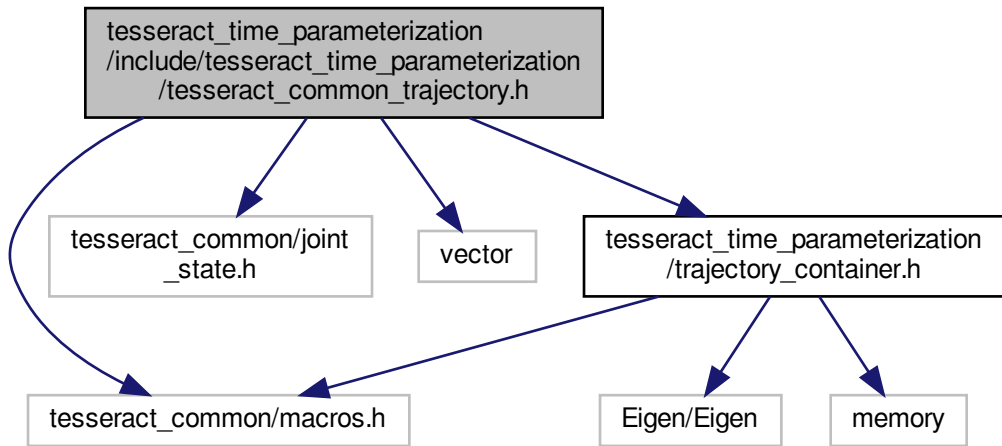 tesseract_time_parameterization
/include/tesseract_time_parameterization
/tesseract_common_trajectory.h
tesseract_common/joint
_state.h
vector
tesseract_time_parameterization
/trajectory_container.h
tesseract_common/macros.h
Eigen/Eigen
memory